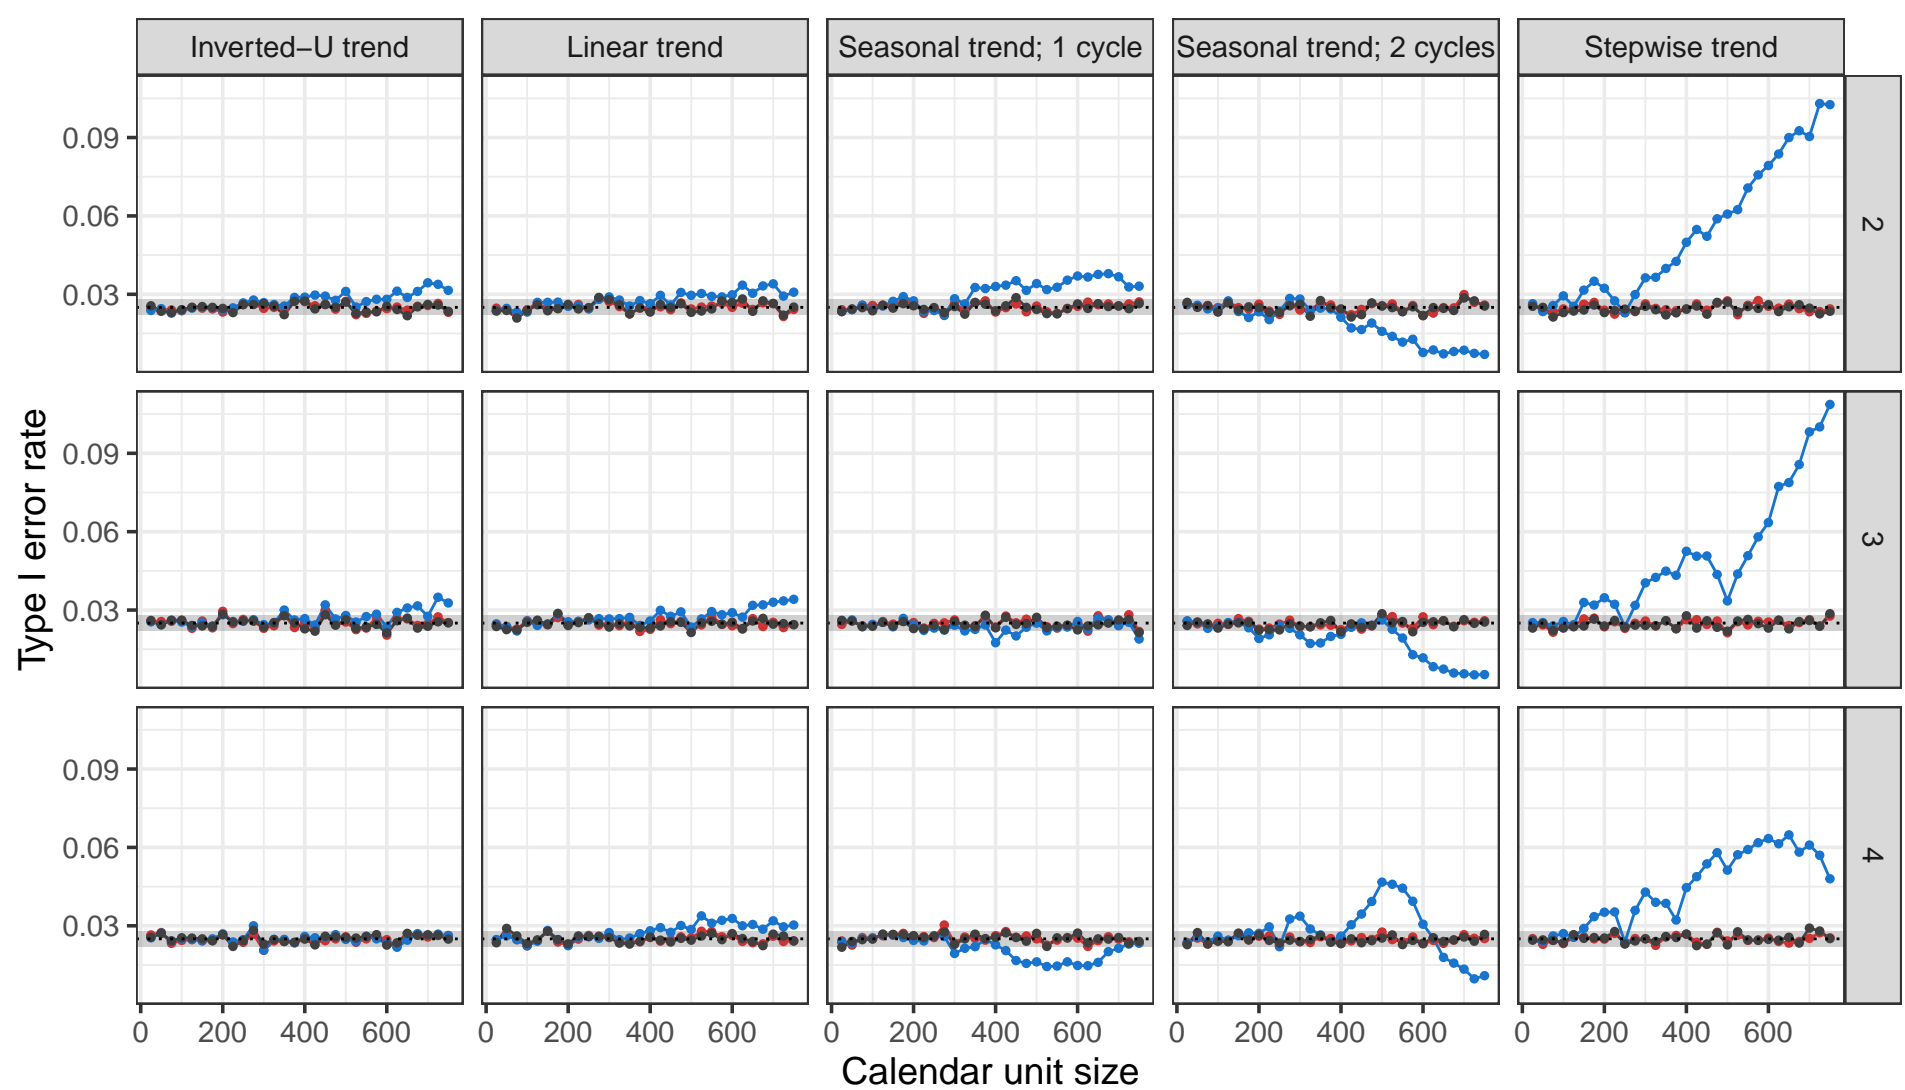 Inverted−U trend
Linear trend
Seasonal trend; 1 cycle
Seasonal trend; 2 cycles
Stepwise trend
0.09
0.06
0.03
2
0.09
0.06
0.03
3
0.09
0.06
0.03
4
Type I error rate
0 200 400 600
0 200 400 600
0 200 400 600
0 200 400 600
0 200 400 600
Calendar unit size